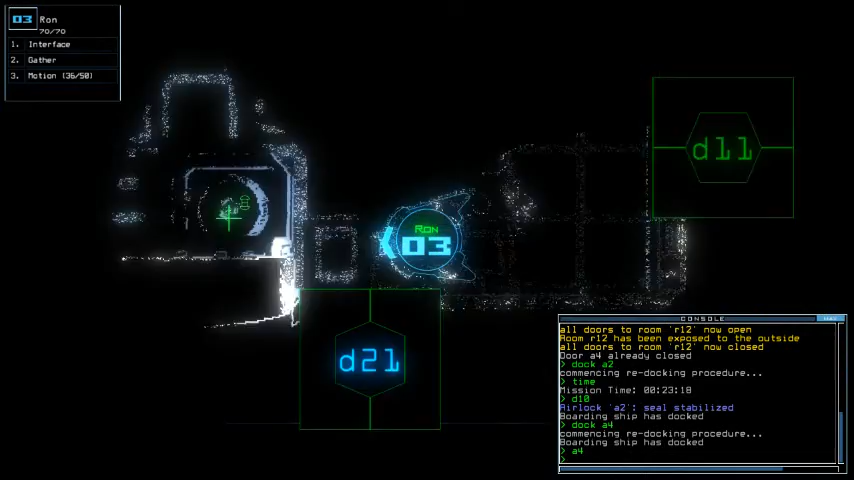 03 Ron
70/70
1. Interface
2. Gather
3. Motion (36/50)
d11
Ron
03
d21
CONSOLE
all doors to room 'r12' now open
Room r12 has been exposed to the outside
all doors to room 'r12' now closed
Door a4 already closed
> dock a2
commencing re-docking procedure...
> time
Mission Time: 00:23:18
> d10
Airlock 'a2': seal stabilized
Boarding ship has docked
> dock a4
commencing re-docking procedure...
Boarding ship has docked
> a4
>